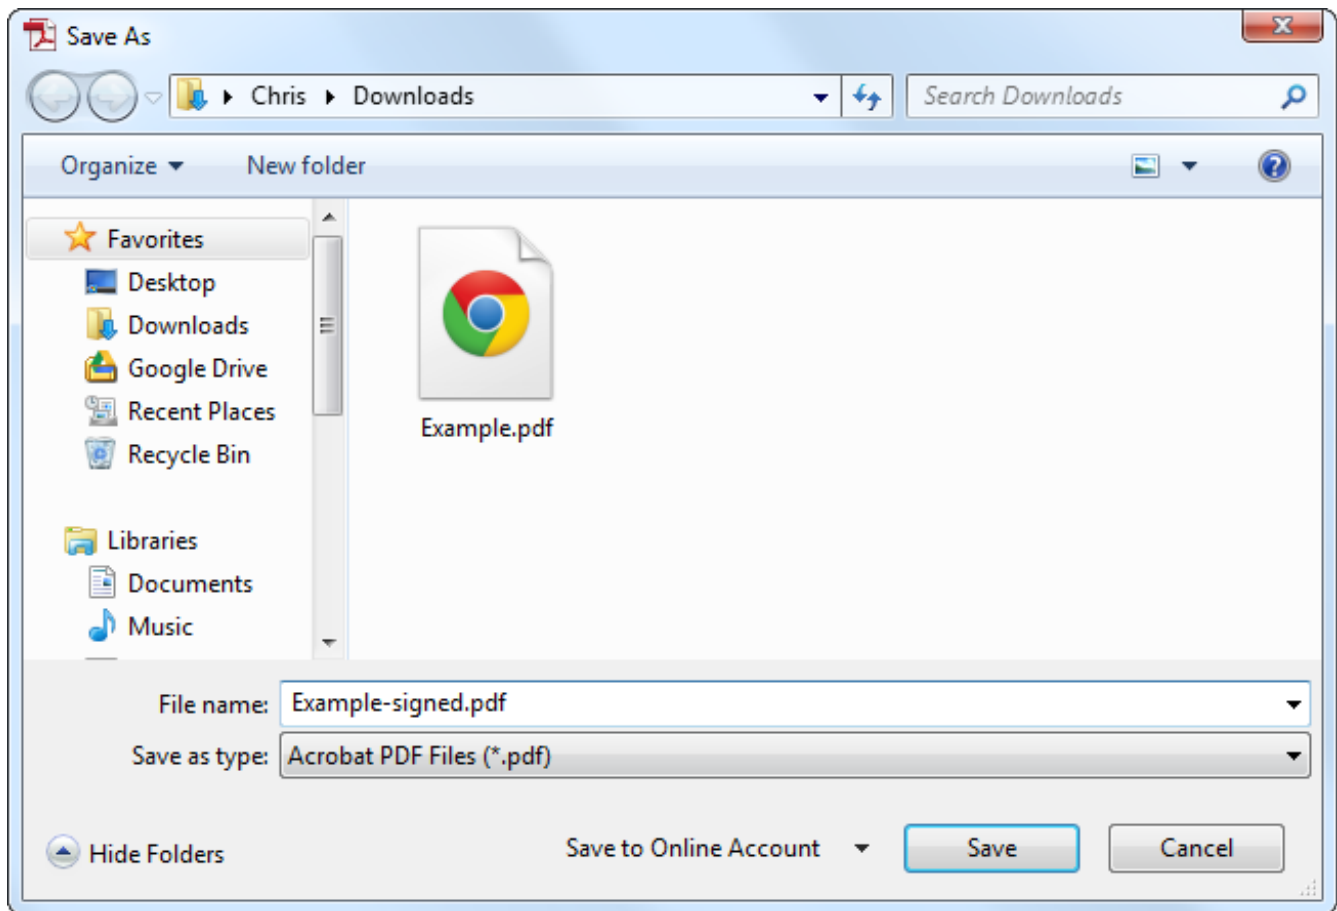 Save As
Chris Downloads
Search Downloads
Organize New folder
Favorites
Desktop
Downloads
Google Drive
Recent Places
Recycle Bin
Libraries
Documents
Music
Example.pdf
File name: Example-signed.pdf
Save as type: Acrobat PDF Files (*.pdf)
Hide Folders Save to Online Account Save Cancel